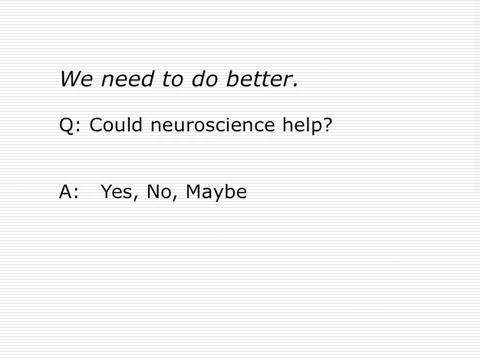 We need to do better.
Q: Could neuroscience help?
A: Yes, No, Maybe